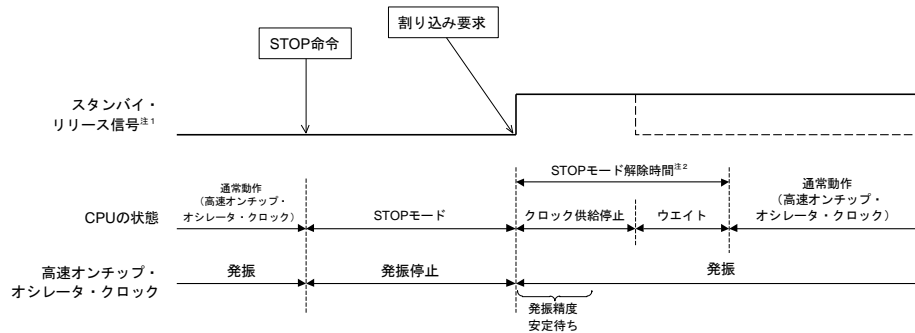 STOP命令
割り込み要求
スタンバイ・
リリース信号注1
STOPモード解除時間注2
通常動作
(高速オンチップ・
オシレータ・クロック)
通常動作
(高速オンチップ・
オシレータ・クロック)
CPUの状態
STOPモード
クロック供給停止
ウエイト
高速オンチップ・
オシレータ・クロック
発振
発振停止
発振
発振精度
安定待ち